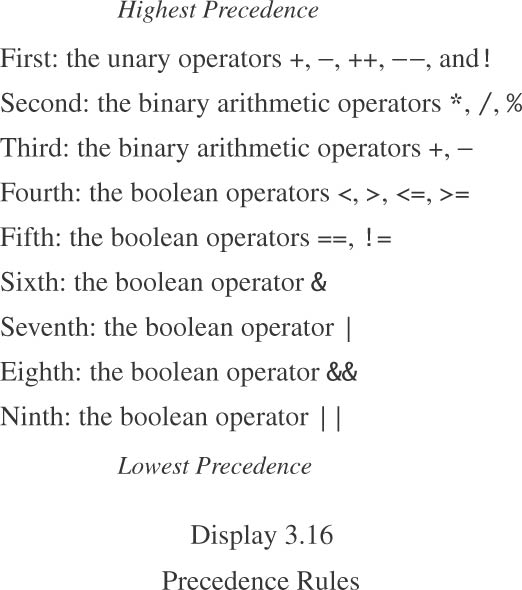 Highest Precedence
First: the unary operators +, −, ++, −−, and!
Second: the binary arithmetic operators *, /, %
Third: the binary arithmetic operators +, −
Fourth: the boolean operators <, >, <=, >=
Fifth: the boolean operators ==, !=
Sixth: the boolean operator &
Seventh: the boolean operator |
Eighth: the boolean operator &&
Ninth: the boolean operator ||
Lowest Precedence
Display 3.16
Precedence Rules